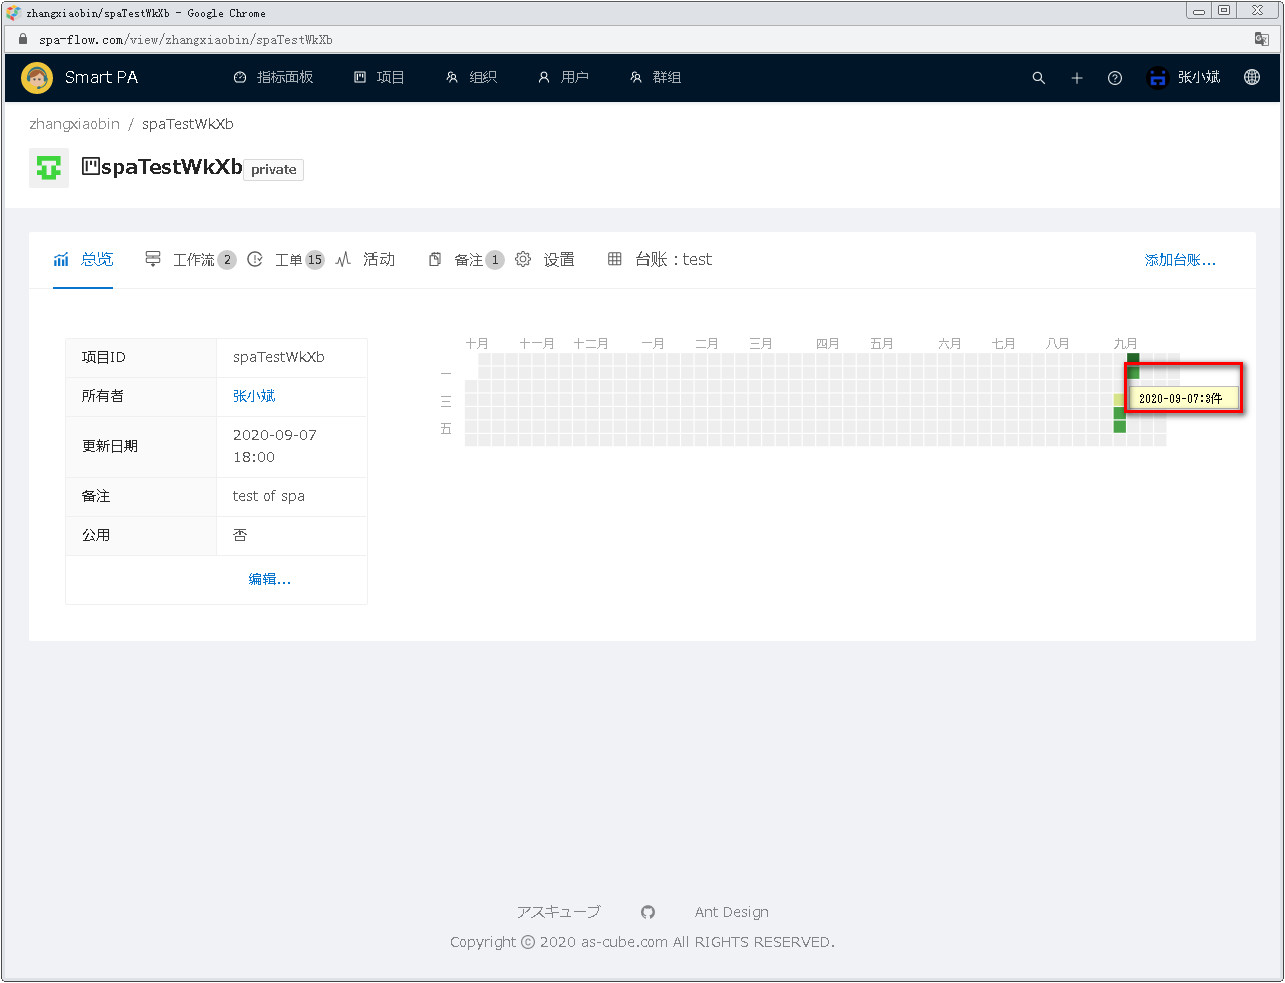 zhangxiaobin/spaTestWkXb - Google Chrome
spa-flow.com/view/zhangxiaobin/spaTestWkXb
Smart PA 指标面板 项目 组织 用户 群组 张小斌
zhangxiaobin / spaTestWkXb
spaTestWkXb private
总览 工作流 2 工单 15 活动 备注 1 设置 台账：test 添加台账...
十月 十一月 十二月 一月 二月 三月 四月 五月 六月 七月 八月 九月
一
三
五
2020-09-07:3件
项目ID spaTestWkXb
所有者 张小斌
更新日期 2020-09-07
18:00
备注 test of spa
公用 否
编辑...
アスキューブ Ant Design
Copyright © 2020 as-cube.com All RIGHTS RESERVED.